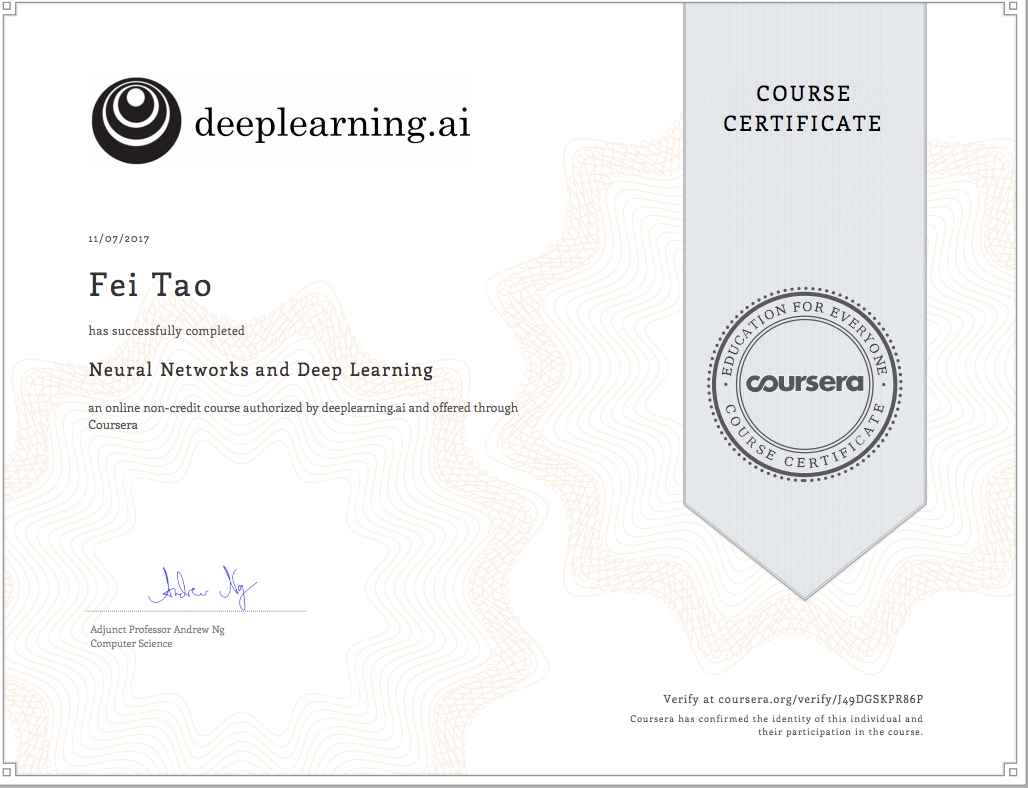 deeplearning.ai
COURSE
CERTIFICATE
11/07/2017
Fei Tao
has successfully completed
Neural Networks and Deep Learning
an online non-credit course authorized by deeplearning.ai and offered through
Coursera
EDUCATION FOR EVERYONE
coursera
COURSE CERTIFICATE
Andrew Ng
Adjunct Professor Andrew Ng
Computer Science
Verify at coursera.org/verify/J49DGSKPR86P
Coursera has confirmed the identity of this individual and
their participation in the course.